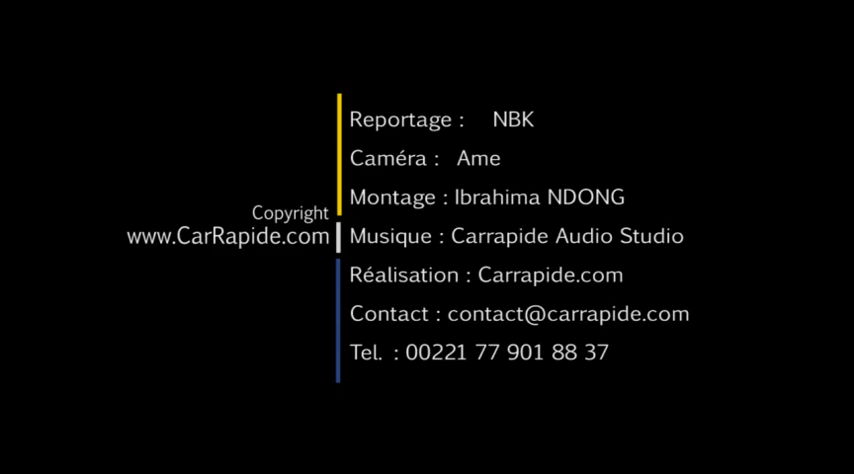 Copyright
www.CarRapide.com
Reportage : NBK
Caméra : Ame
Montage : Ibrahima NDONG
Musique : Carrapide Audio Studio
Réalisation : Carrapide.com
Contact : contact@carrapide.com
Tel. : 00221 77 901 88 37